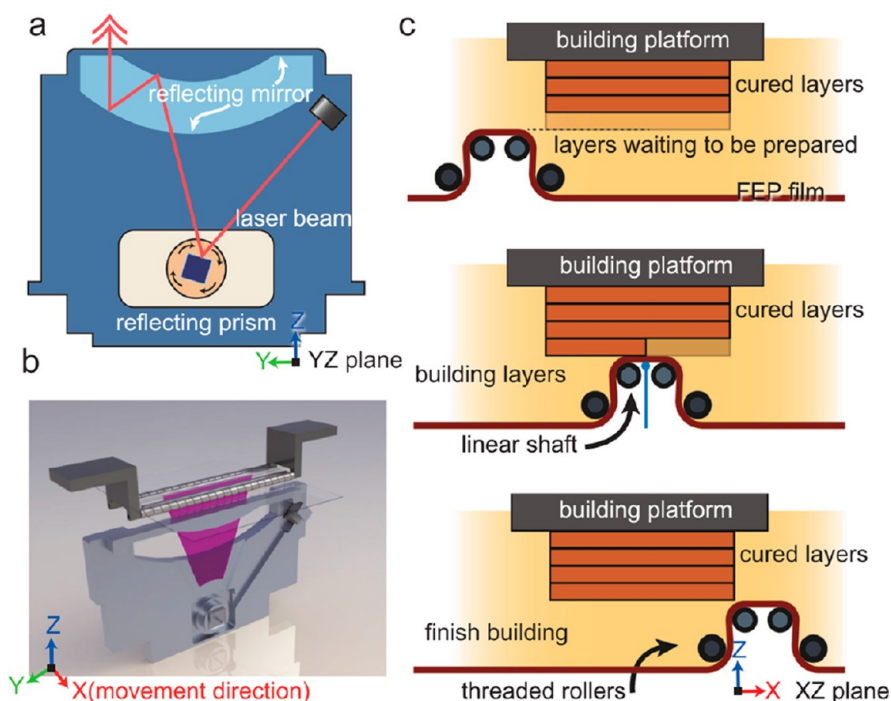 a
reflecting mirror
laser beam
reflecting prism
Z
Y
YZ plane
b
Z
Y
X(movement direction)
c
building platform
cured layers
layers waiting to be prepared
FEP film
building platform
cured layers
building layers
linear shaft
building platform
cured layers
finish building
threaded rollers
Z
X
XZ plane